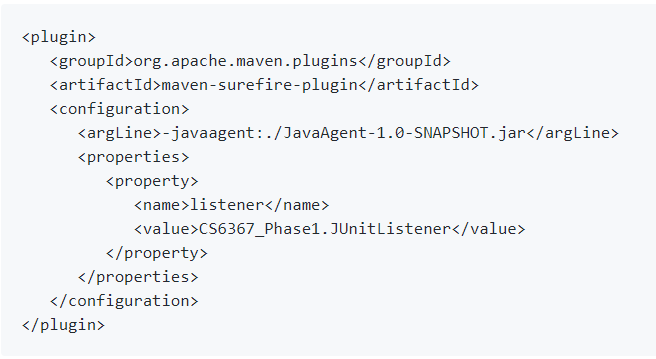 <plugin>
<groupId>org.apache.maven.plugins</groupId>
<artifactId>maven-surefire-plugin</artifactId>
<configuration>
<argLine>-javaagent:./JavaAgent-1.0-SNAPSHOT.jar</argLine>
<properties>
<property>
<name>listener</name>
<value>CS6367_Phase1.JUnitListener</value>
</property>
</properties>
</configuration>
</plugin>